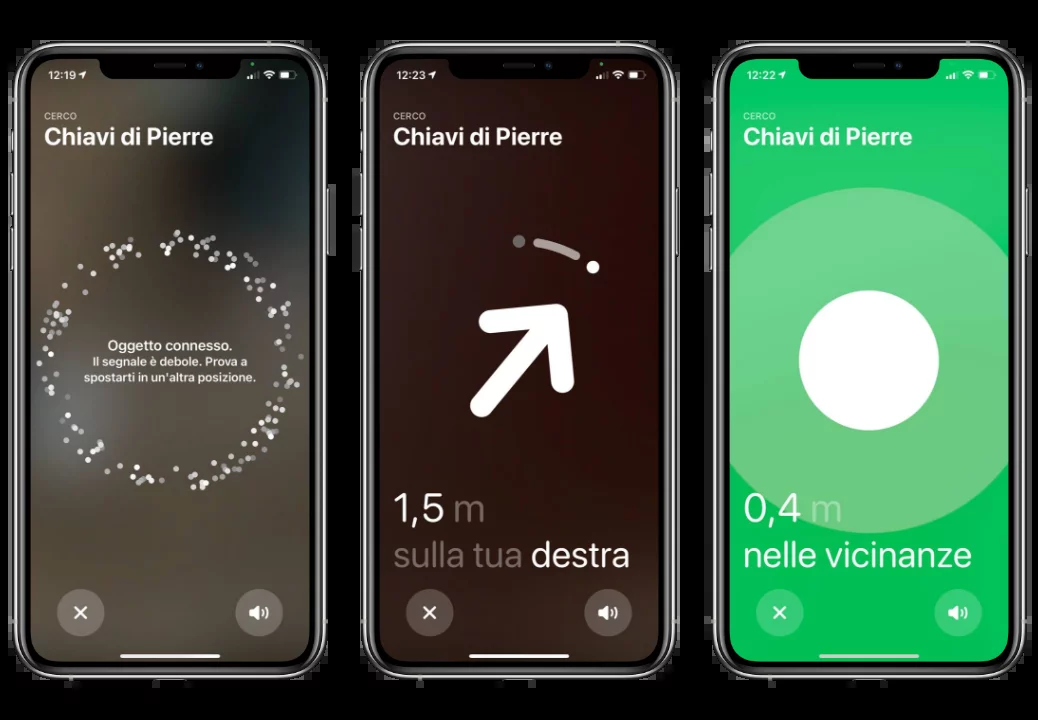 12:19
CERCO
Chiavi di Pierre
Oggetto connesso.
Il segnale è debole. Prova a
spostarti in un'altra posizione.
12:23
CERCO
Chiavi di Pierre
1,5 m
sulla tua destra
12:22
CERCO
Chiavi di Pierre
0,4 m
nelle vicinanze